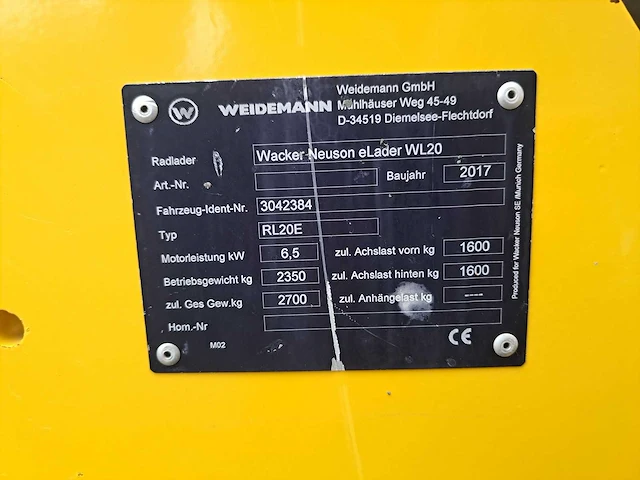 Weidemann GmbH
W WEIDEMANN Mühlhäuser Weg 45-49
D-34519 Diemelsee-Flechtdorf
Radlader Wacker Neuson eLader WL20
Art.-Nr. Baujahr 2017
Fahrzeug-Ident-Nr. 3042384
Typ RL20E
Motorleistung kW 6,5 zul. Achslast vorn kg 1600
Betriebsgewicht kg 2350 zul. Achslast hinten kg 1600
zul. Ges Gew.kg 2700 zul. Anhängelast kg ----
Hom.-Nr
M02 CE
Produced for Wacker Neuson SE /Munich Germany